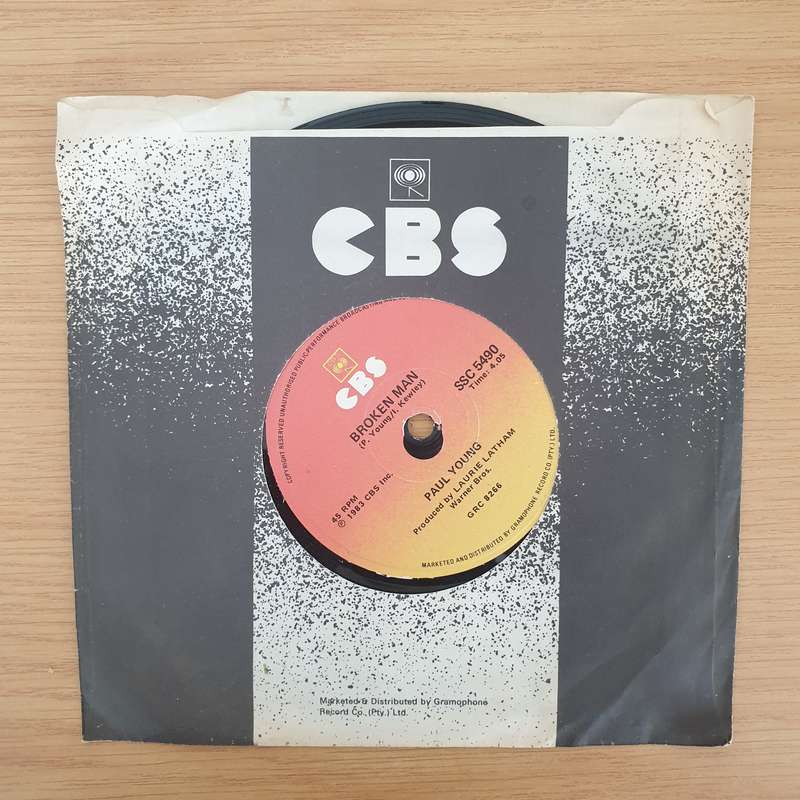 CBS
COPYRIGHT RESERVED UNAUTHORISED PUBLIC PERFORMANCE BROADCASTING
CBS
BROKEN MAN
(P. Young/I. Kewley)
SSC 5490
Time: 4.05
45 RPM
℗ 1983 CBS Inc.
PAUL YOUNG
Produced by LAURIE LATHAM
Warner Bros.
GRC 8266
MARKETED AND DISTRIBUTED BY GRAMOPHONE RECORD CO. (PTY.) LTD.
Marketed & Distributed by Gramophone
Record Co. (Pty.) Ltd.